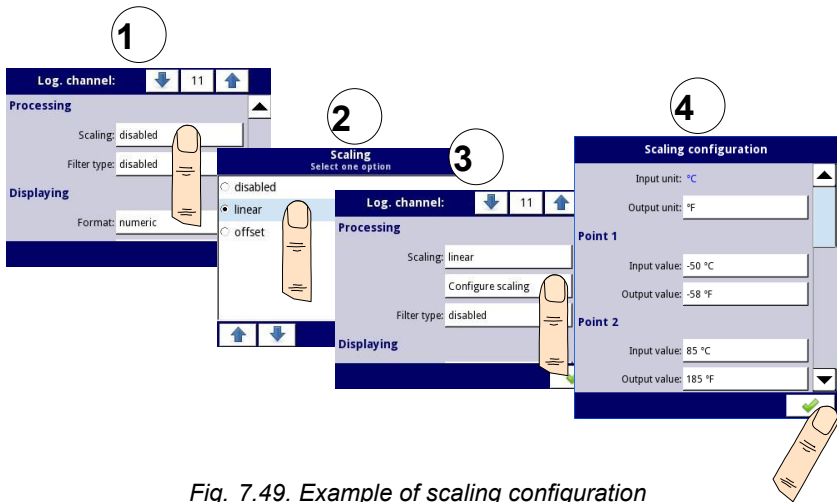 1
Log. channel: 11
Processing
Scaling: disabled
Filter type: disabled
Displaying
Format: numeric
2
Scaling
Select one option
disabled
linear
offset
3
Log. channel: 11
Processing
Scaling: linear
Configure scaling
Filter type: disabled
Displaying
4
Scaling configuration
Input unit: °C
Output unit: °F
Point 1
Input value: -50 °C
Output value: -58 °F
Point 2
Input value: 85 °C
Output value: 185 °F
Fig. 7.49. Example of scaling configuration